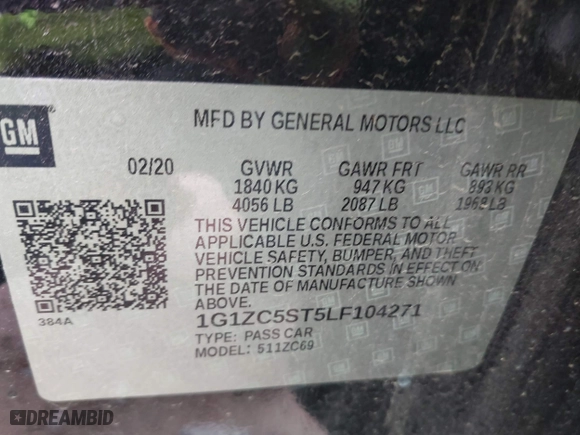 GM
MFD BY GENERAL MOTORS LLC
02/20 GVWR GAWR FRT GAWR RR
1840 KG 947 KG 893 KG
4056 LB 2087 LB 1968 LB
THIS VEHICLE CONFORMS TO ALL
APPLICABLE U.S. FEDERAL MOTOR
VEHICLE SAFETY, BUMPER, AND THEFT
PREVENTION STANDARDS IN EFFECT ON
THE DATE OF MANUFACTURE SHOWN ABOVE.
1G1ZC5ST5LF104271
384A
TYPE: PASS CAR
MODEL: 511ZC69
DREAMBID